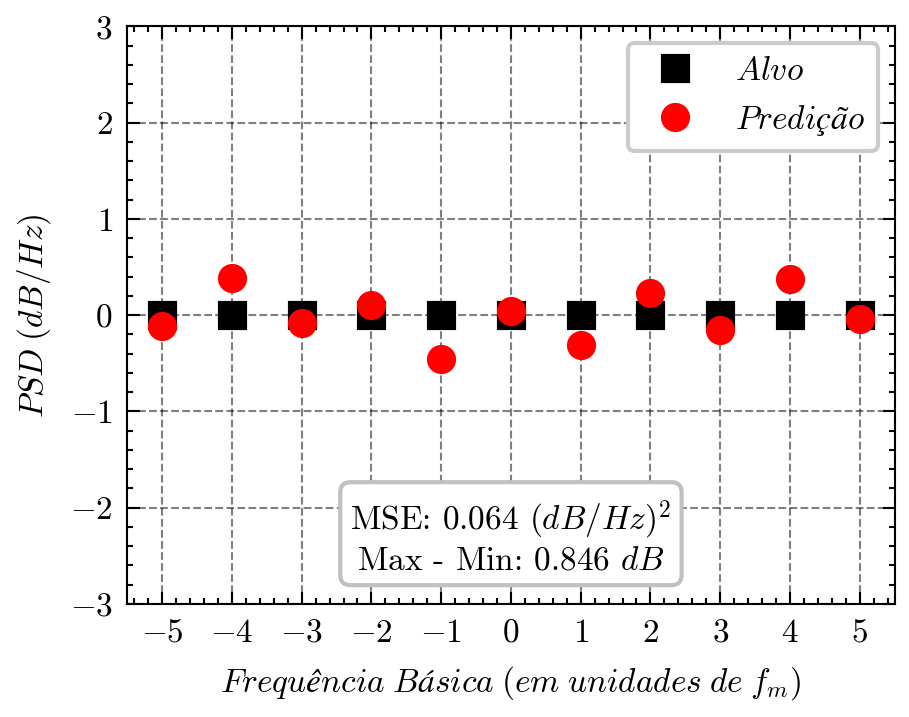 3
2
1
0
−1
−2
−3
PSD (dB/Hz)
Alvo
Predição
MSE: 0.064 (dB/Hz)²
Max - Min: 0.846 dB
−5 −4 −3 −2 −1 0 1 2 3 4 5
Frequência Básica (em unidades de fₘ)